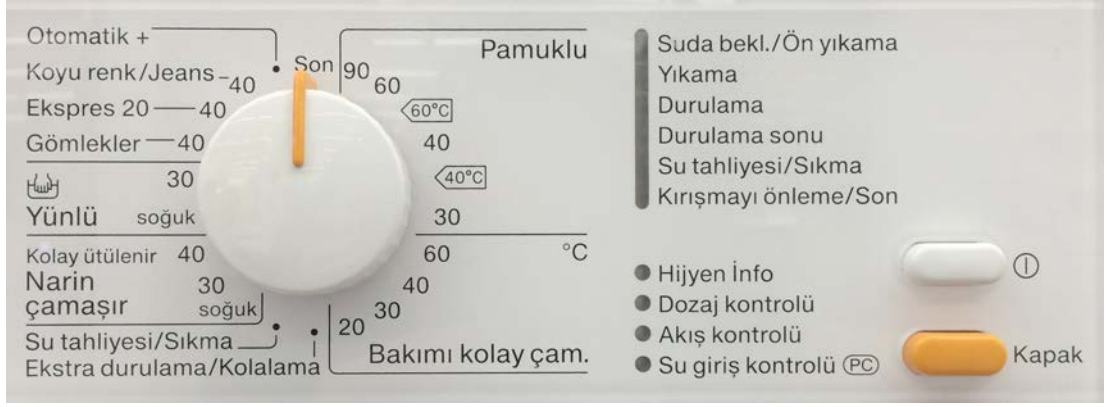 Otomatik +
Koyu renk/Jeans 40
Ekspres 20 40
Gömlekler 40
30
Yünlü soğuk
Kolay ütülenir 40
Narin 30
çamaşır soğuk
Su tahliyesi/Sıkma
Ekstra durulama/Kolalama
Son
Pamuklu
90
60
60°C
40
40°C
30
60 °C
40
30
20
Bakımı kolay çam.
Suda bekl./Ön yıkama
Yıkama
Durulama
Durulama sonu
Su tahliyesi/Sıkma
Kırışmayı önleme/Son
Hijyen İnfo
Dozaj kontrolü
Akış kontrolü
Su giriş kontrolü PC
Kapak